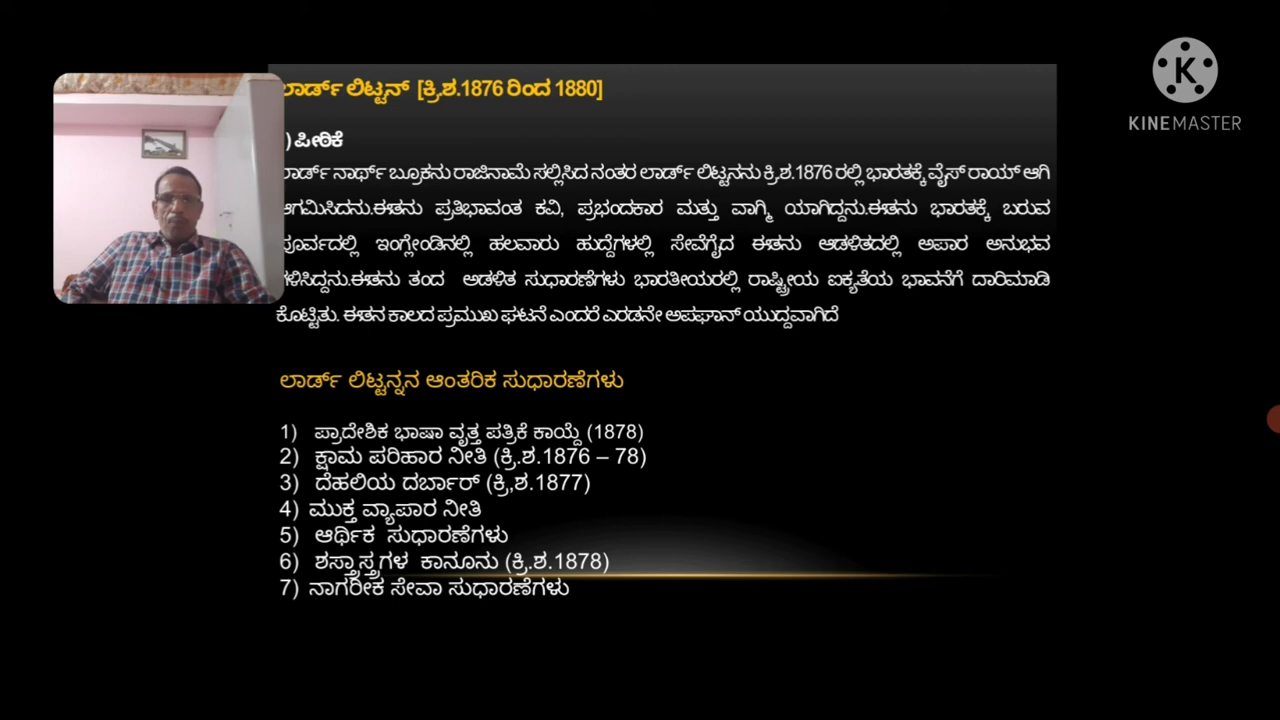 ಲಾರ್ಡ್ ಲಿಟ್ಟನ್ [ಕ್ರಿ.ಶ.1876 ರಿಂದ 1880]
) ಪೀಠಿಕೆ
ಲಾರ್ಡ್ ನಾರ್ಥ್ ಬ್ರೂಕನು ರಾಜಿನಾಮೆ ಸಲ್ಲಿಸಿದ ನಂತರ ಲಾರ್ಡ್ ಲಿಟ್ಟನನು ಕ್ರಿ.ಶ.1876 ರಲ್ಲಿ ಭಾರತಕ್ಕೆ ವೈಸ್ ರಾಯ್ ಆಗಿ
ಆಗಮಿಸಿದನು.ಈತನು ಪ್ರತಿಭಾವಂತ ಕವಿ, ಪ್ರಭಂದಕಾರ ಮತ್ತು ವಾಗ್ಮಿ ಯಾಗಿದ್ದನು.ಈತನು ಭಾರತಕ್ಕೆ ಬರುವ
ಪೂರ್ವದಲ್ಲಿ ಇಂಗ್ಲೇಂಡಿನಲ್ಲಿ ಹಲವಾರು ಹುದ್ದೆಗಳಲ್ಲಿ ಸೇವೆಗೈದ ಈತನು ಆಡಳಿತದಲ್ಲಿ ಅಪಾರ ಅನುಭವ
ಗಳಿಸಿದ್ದನು.ಈತನು ತಂದ ಅಡಳಿತ ಸುಧಾರಣೆಗಳು ಭಾರತೀಯರಲ್ಲಿ ರಾಷ್ಟ್ರೀಯ ಐಕ್ಯತೆಯ ಭಾವನೆಗೆ ದಾರಿಮಾಡಿ
ಕೊಟ್ಟಿತು. ಈತನ ಕಾಲದ ಪ್ರಮುಖ ಘಟನೆ ಎಂದರೆ ಎರಡನೇ ಅಪಘಾನ್ ಯುದ್ದವಾಗಿದೆ
ಲಾರ್ಡ್ ಲಿಟ್ಟನ್ನನ ಆಂತರಿಕ ಸುಧಾರಣೆಗಳು
1) ಪ್ರಾದೇಶಿಕ ಭಾಷಾ ವೃತ್ತ ಪತ್ರಿಕೆ ಕಾಯ್ದೆ (1878)
2) ಕ್ಷಾಮ ಪರಿಹಾರ ನೀತಿ (ಕ್ರಿ.ಶ.1876 – 78)
3) ದೆಹಲಿಯ ದರ್ಬಾರ್ (ಕ್ರಿ,ಶ.1877)
4) ಮುಕ್ತ ವ್ಯಾಪಾರ ನೀತಿ
5) ಆರ್ಥಿಕ ಸುಧಾರಣೆಗಳು
6) ಶಸ್ತ್ರಾಸ್ತ್ರಗಳ ಕಾನೂನು (ಕ್ರಿ.ಶ.1878)
7) ನಾಗರೀಕ ಸೇವಾ ಸುಧಾರಣೆಗಳು
K
KINEMASTER